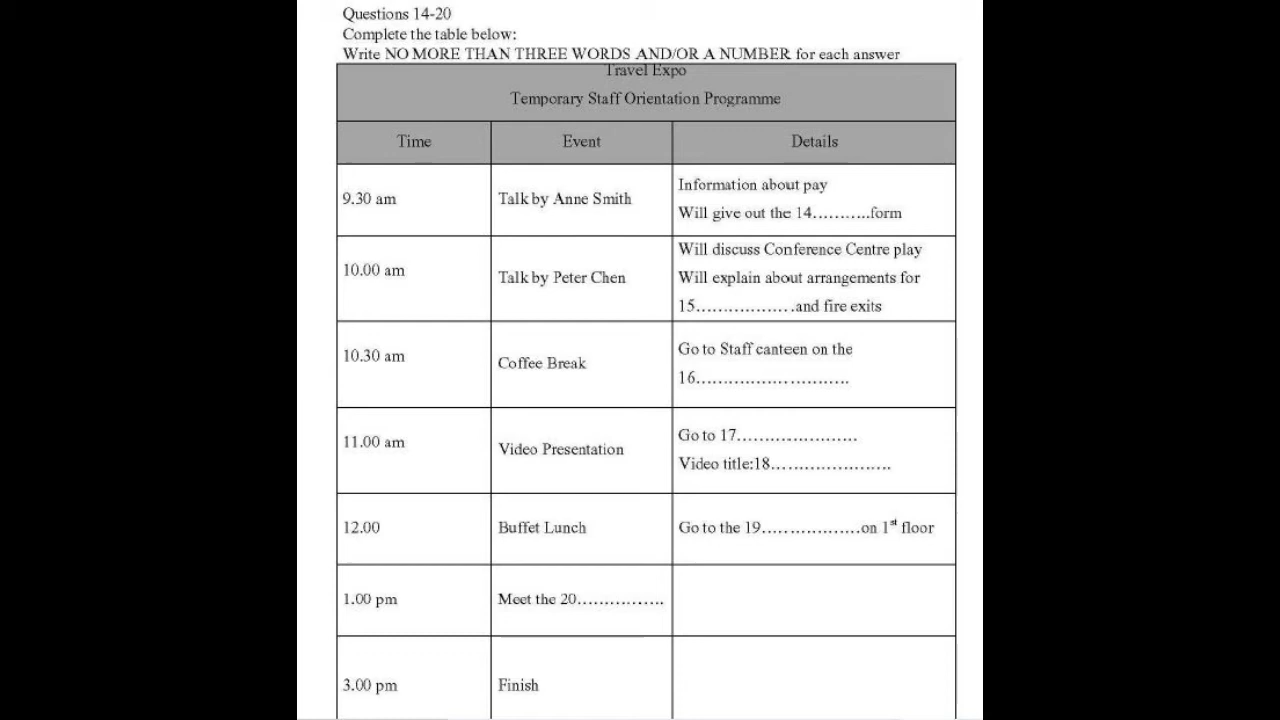 Questions 14-20
Complete the table below:
Write NO MORE THAN THREE WORDS AND/OR A NUMBER for each answer
Travel Expo
Temporary Staff Orientation Programme
Time Event Details
9.30 am Talk by Anne Smith Information about pay
Will give out the 14………..form
10.00 am Talk by Peter Chen Will discuss Conference Centre play
Will explain about arrangements for
15………………..and fire exits
10.30 am Coffee Break Go to Staff canteen on the
16……………………….
11.00 am Video Presentation Go to 17………………….
Video title:18………………….
12.00 Buffet Lunch Go to the 19………………on 1st floor
1.00 pm Meet the 20…………….
3.00 pm Finish